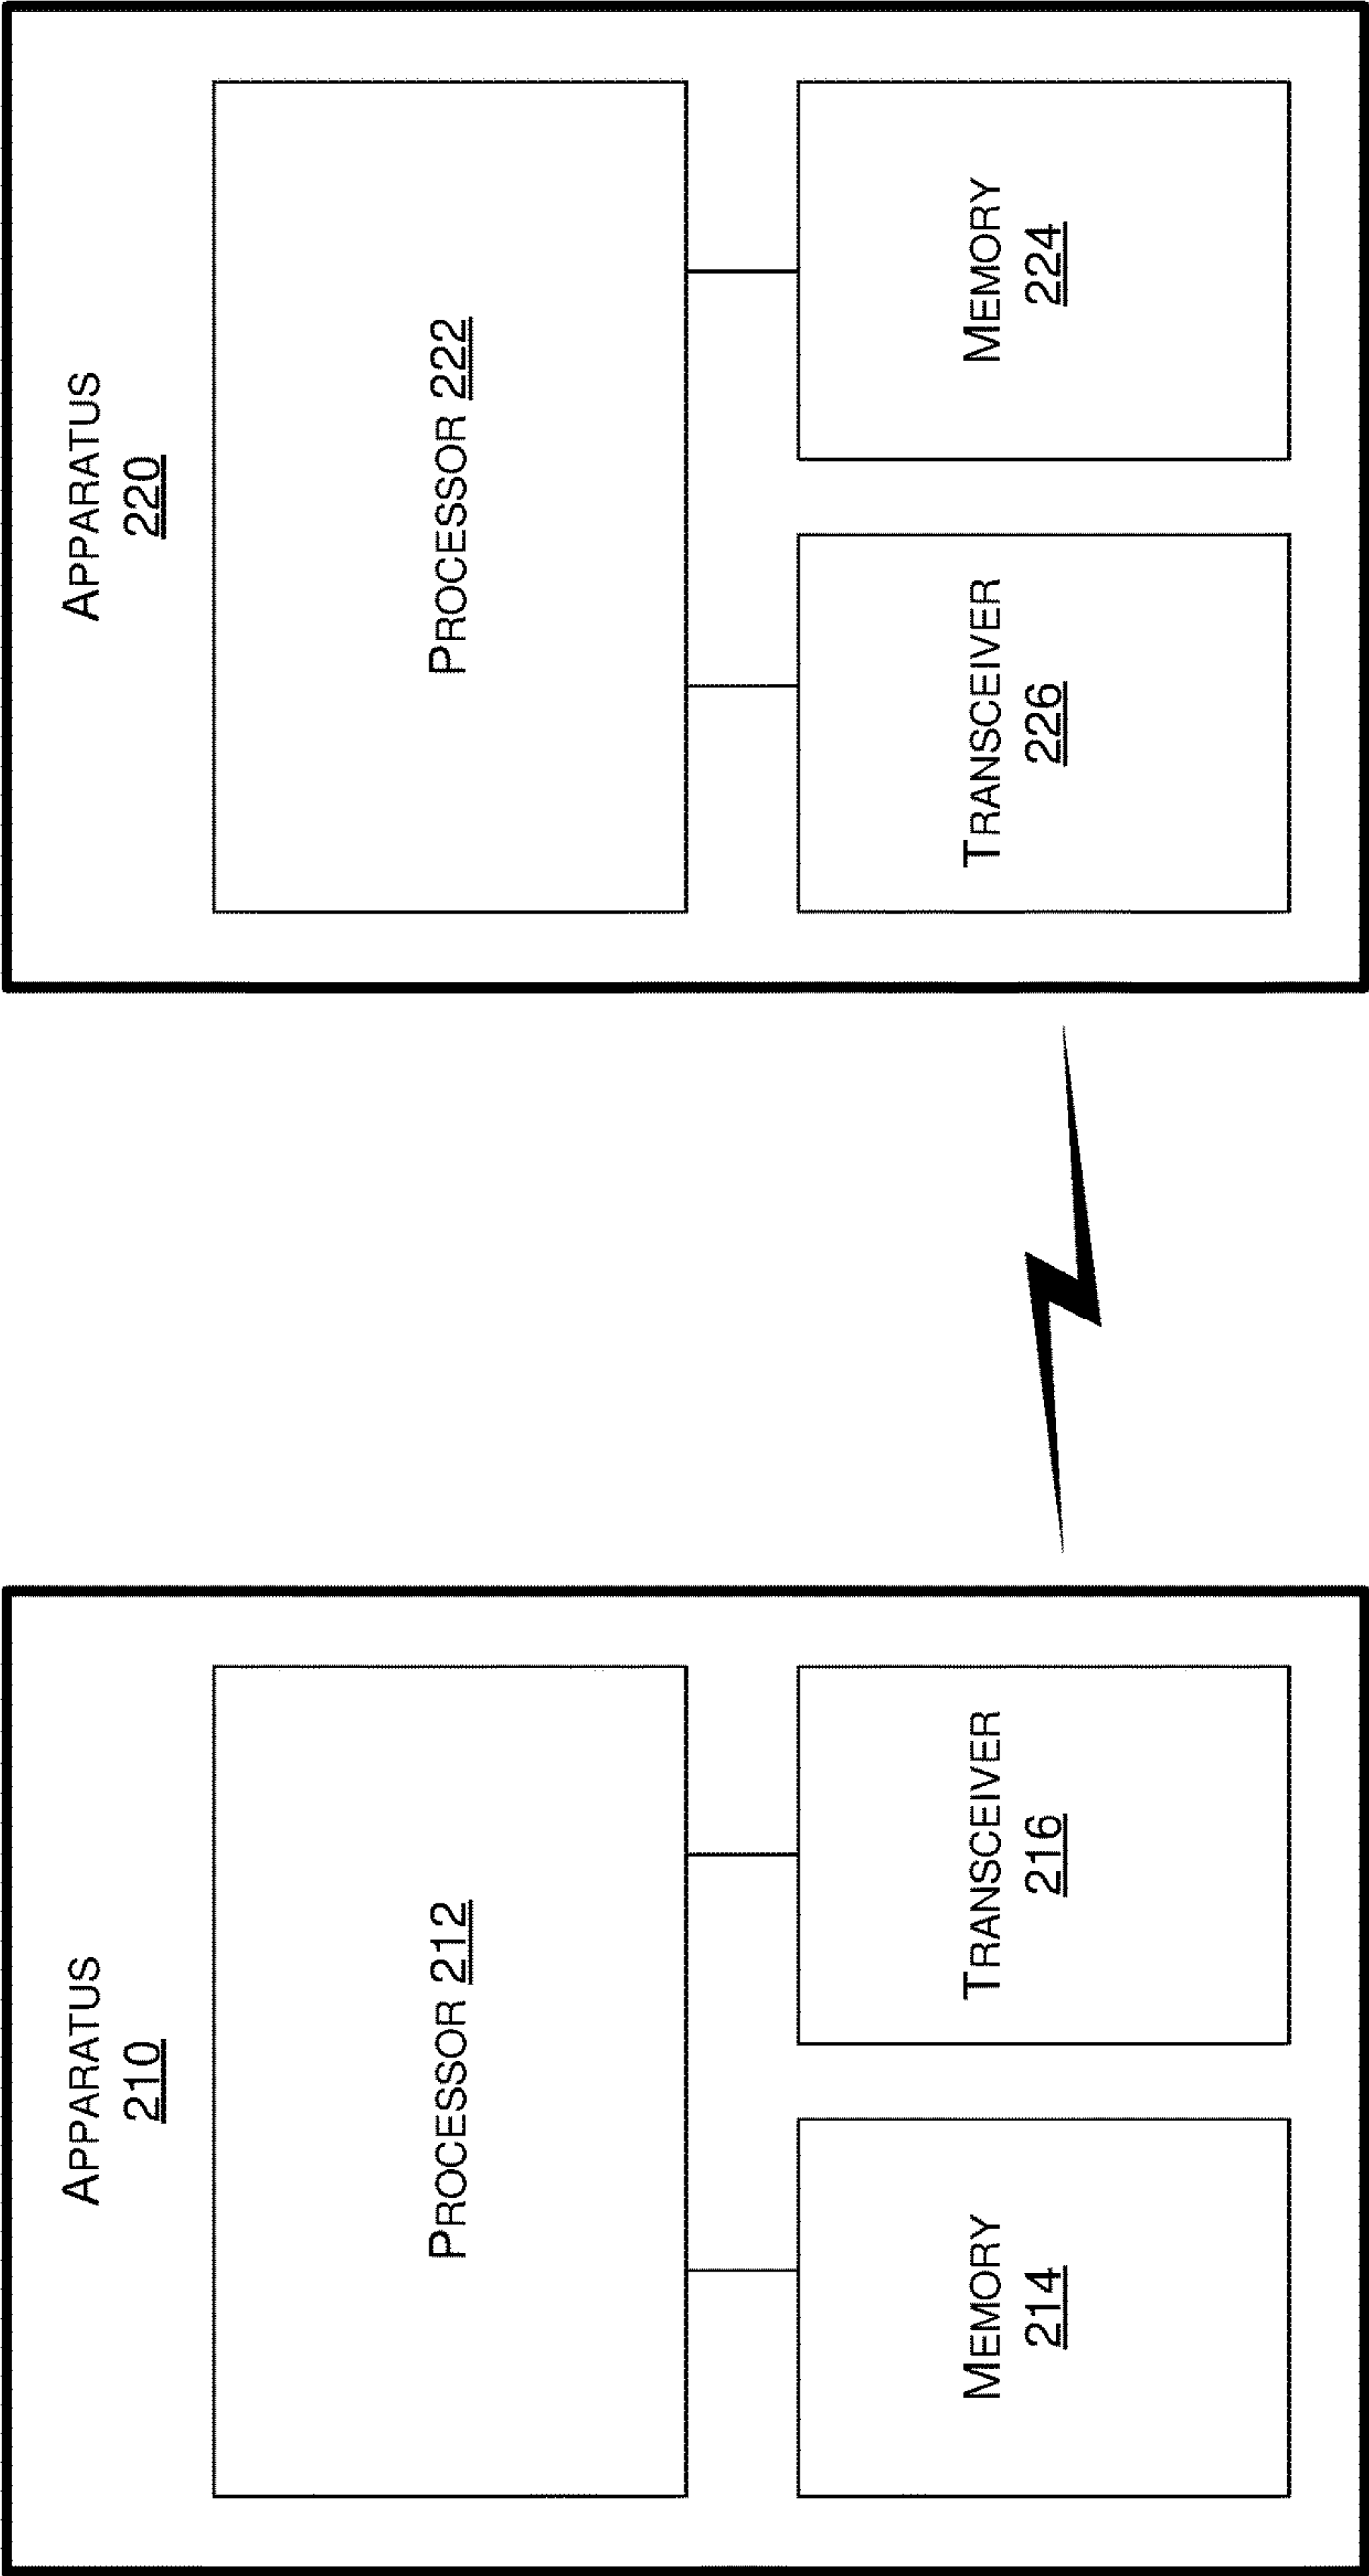 APPARATUS
210
PROCESSOR 212
MEMORY
214
TRANSCEIVER
216
APPARATUS
220
PROCESSOR 222
TRANSCEIVER
226
MEMORY
224